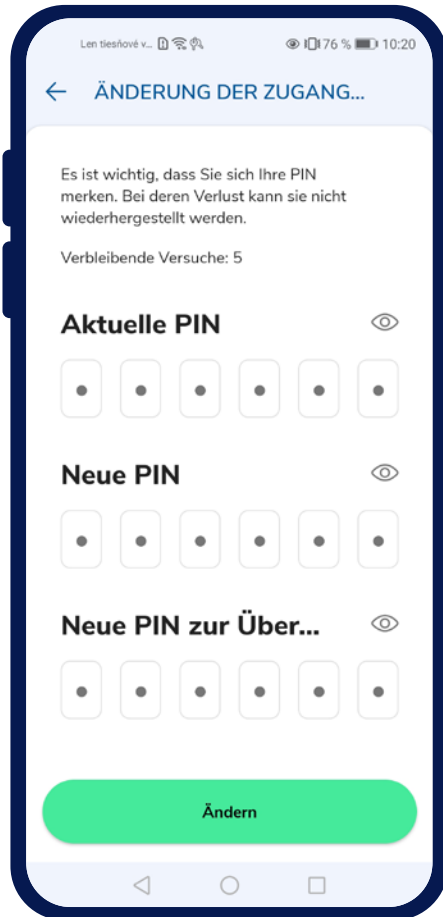 Len tiesňové v... 76 % 10:20
ÄNDERUNG DER ZUGANG...
Es ist wichtig, dass Sie sich Ihre PIN
merken. Bei deren Verlust kann sie nicht
wiederhergestellt werden.
Verbleibende Versuche: 5
Aktuelle PIN
Neue PIN
Neue PIN zur Über...
Ändern